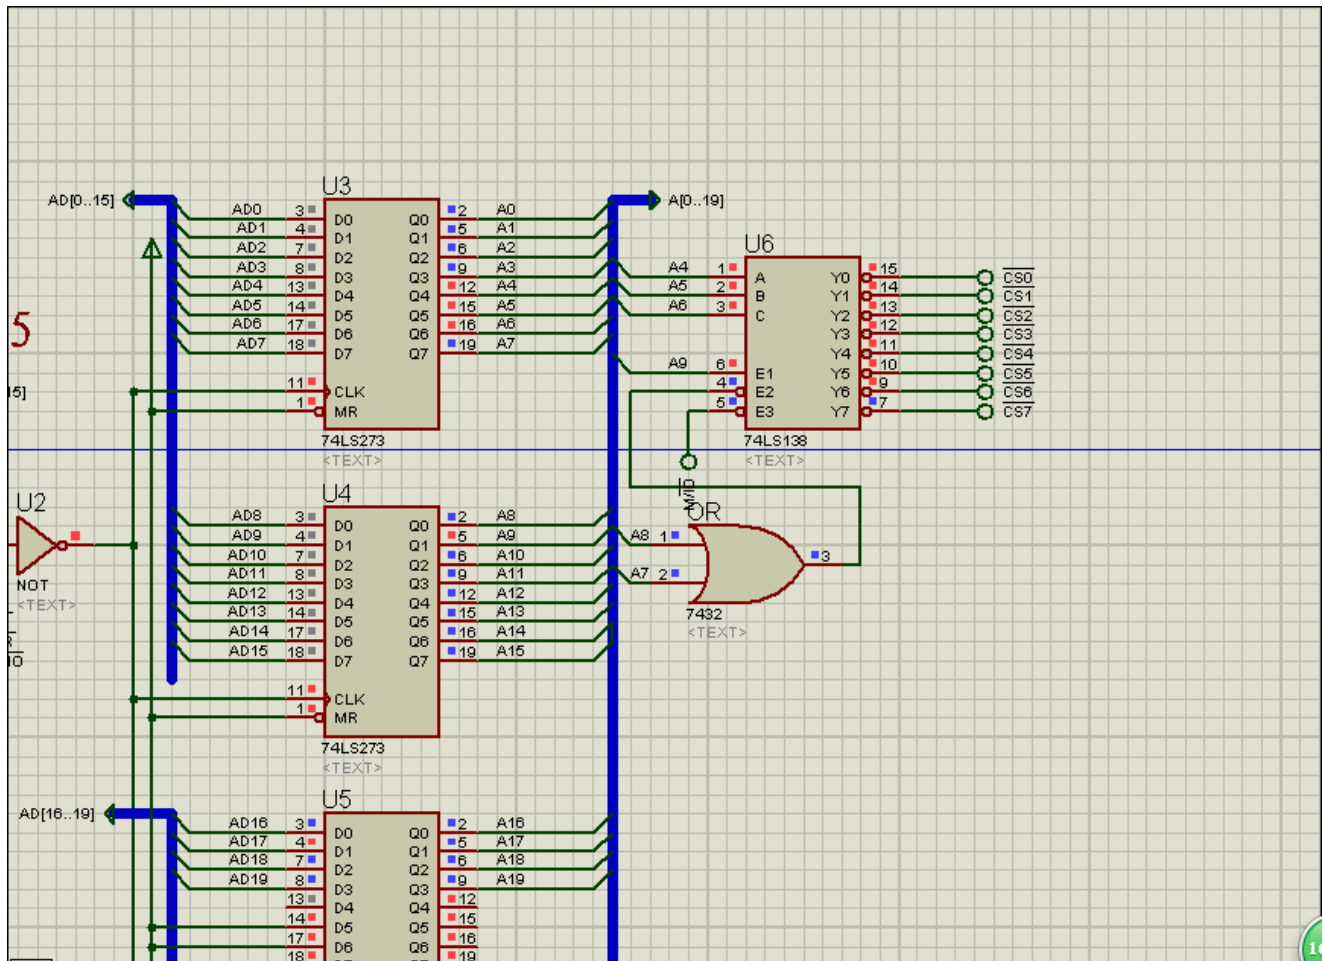 U3
AD[0..15]
A[0..19]
AD0 3 D0 Q0 2 A0
AD1 4 D1 Q1 5 A1
AD2 7 D2 Q2 6 A2
AD3 8 D3 Q3 9 A3
AD4 13 D4 Q4 12 A4
AD5 14 D5 Q5 15 A5
AD6 17 D6 Q6 16 A6
AD7 18 D7 Q7 19 A7
11 CLK
1 MR
74LS273
<TEXT>
U6
A4 1 A Y0 15 CS0
A5 2 B Y1 14 CS1
A6 3 C Y2 13 CS2
Y3 12 CS3
Y4 11 CS4
A9 6 E1 Y5 10 CS5
4 E2 Y6 9 CS6
5 E3 Y7 7 CS7
74LS138
<TEXT>
M/IO
5
15]
U2
NOT
<TEXT>
U4
AD8 3 D0 Q0 2 A8
AD9 4 D1 Q1 5 A9
AD10 7 D2 Q2 6 A10
AD11 8 D3 Q3 9 A11
AD12 13 D4 Q4 12 A12
AD13 14 D5 Q5 15 A13
AD14 17 D6 Q6 16 A14
AD15 18 D7 Q7 19 A15
11 CLK
1 MR
74LS273
<TEXT>
OR
A8 1
3
A7 2
7432
<TEXT>
U5
AD[16..19]
AD16 3 D0 Q0 2 A16
AD17 4 D1 Q1 5 A17
AD18 7 D2 Q2 6 A18
AD19 8 D3 Q3 9 A19
13 D4 Q4 12
14 D5 Q5 15
17 D6 Q6 16
18 19